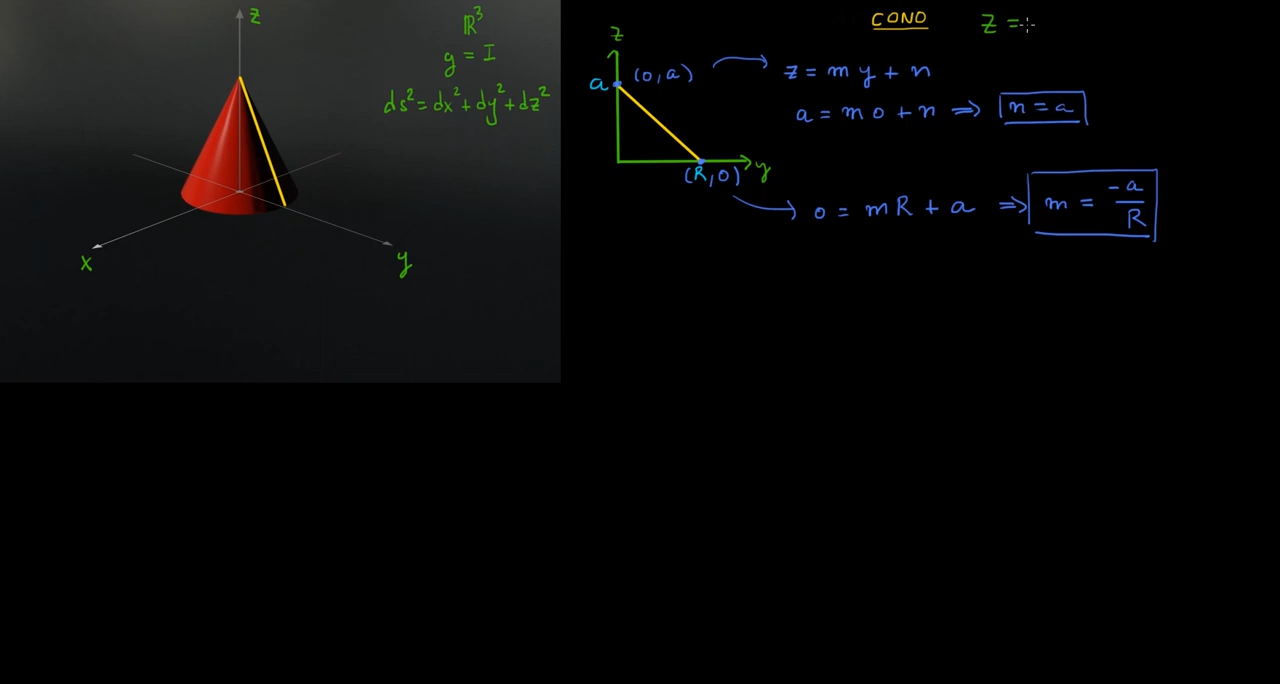 z
ℝ³
g = I
ds² = dx² + dy² + dz²
x
y
CONO
z =
z
a
(0, a)
z = m y + n
a = m 0 + n ⇒ n = a
y
(R, 0)
0 = m R + a ⇒ m = -a/R